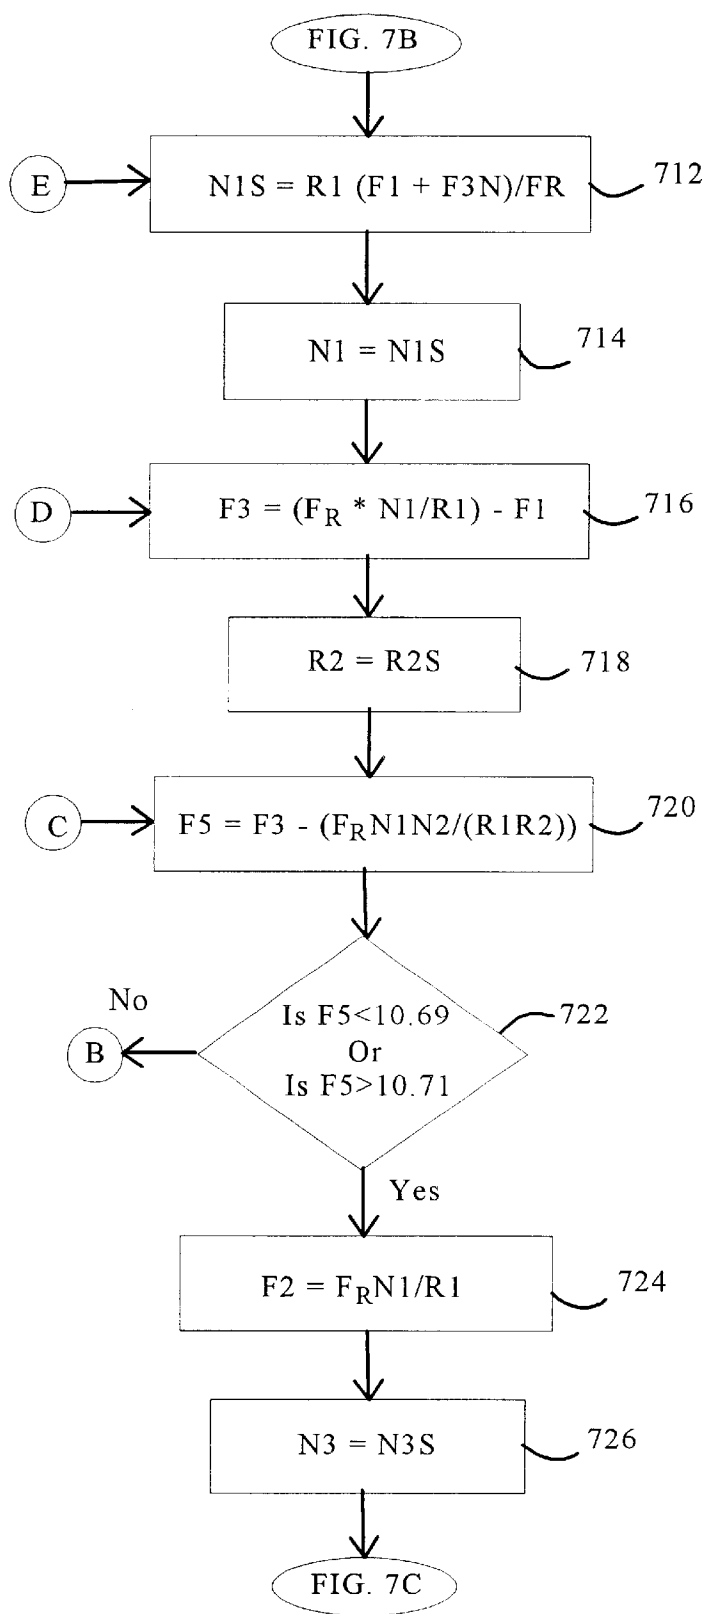 FIG. 7B
E
N1S = R1 (F1 + F3N)/FR
712
N1 = N1S
714
D
F3 = (FR * N1/R1) - F1
716
R2 = R2S
718
C
F5 = F3 - (FRN1N2/(R1R2))
720
No
B
Is F5<10.69
Or
Is F5>10.71
722
Yes
F2 = FRN1/R1
724
N3 = N3S
726
FIG. 7C